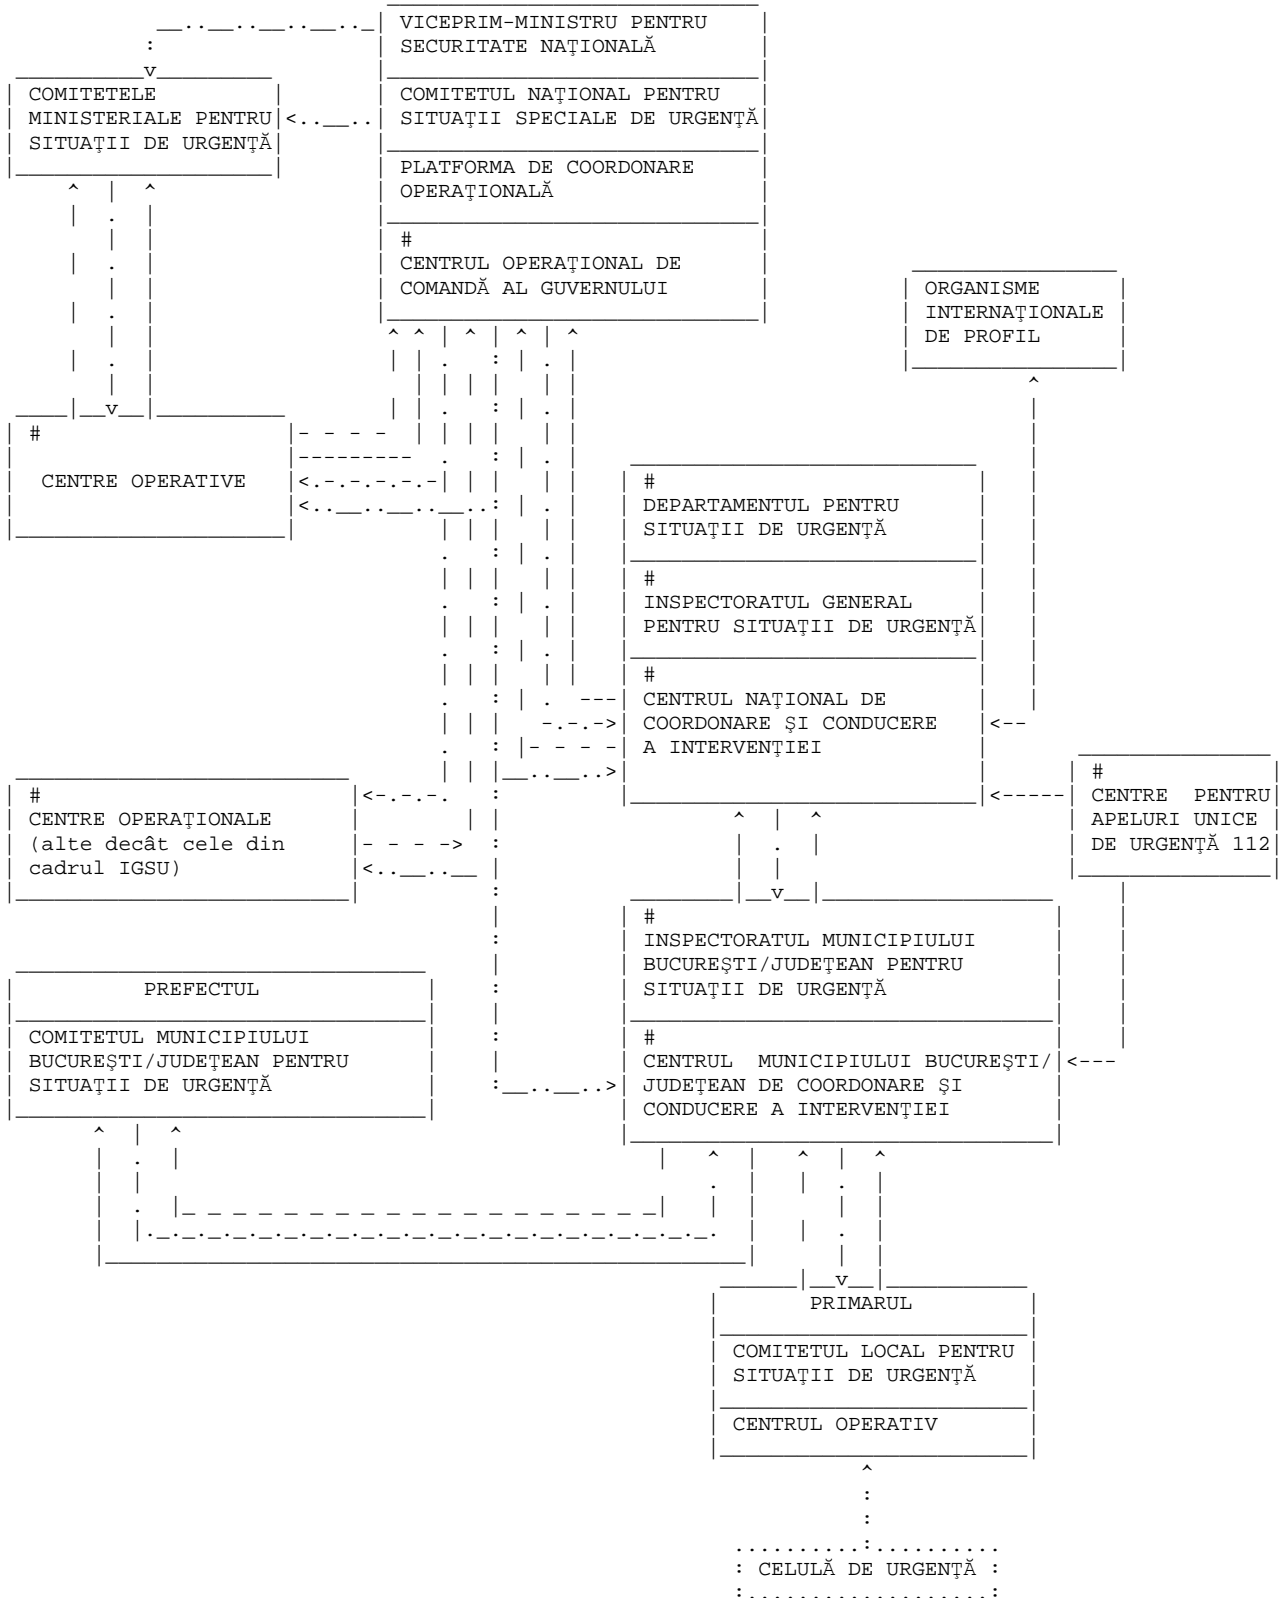 VICEPRIM-MINISTRU PENTRU
SECURITATE NAŢIONALĂ
COMITETELE
MINISTERIALE PENTRU
SITUAŢII DE URGENŢĂ
COMITETUL NAŢIONAL PENTRU
SITUAŢII SPECIALE DE URGENŢĂ
PLATFORMA DE COORDONARE
OPERAŢIONALĂ
#
CENTRUL OPERAŢIONAL DE
COMANDĂ AL GUVERNULUI
ORGANISME
INTERNAŢIONALE
DE PROFIL
#
CENTRE OPERATIVE
#
DEPARTAMENTUL PENTRU
SITUAŢII DE URGENŢĂ
#
INSPECTORATUL GENERAL
PENTRU SITUAŢII DE URGENŢĂ
#
CENTRUL NAŢIONAL DE
COORDONARE ŞI CONDUCERE
A INTERVENŢIEI
#
CENTRE PENTRU
APELURI UNICE
DE URGENŢĂ 112
#
CENTRE OPERAŢIONALE
(alte decât cele din
cadrul IGSU)
#
INSPECTORATUL MUNICIPIULUI
BUCUREŞTI/JUDEŢEAN PENTRU
SITUAŢII DE URGENŢĂ
PREFECTUL
COMITETUL MUNICIPIULUI
BUCUREŞTI/JUDEŢEAN PENTRU
SITUAŢII DE URGENŢĂ
#
CENTRUL MUNICIPIULUI BUCUREŞTI/
JUDEŢEAN DE COORDONARE ŞI
CONDUCERE A INTERVENŢIEI
PRIMARUL
COMITETUL LOCAL PENTRU
SITUAŢII DE URGENŢĂ
CENTRUL OPERATIV
CELULĂ DE URGENŢĂ